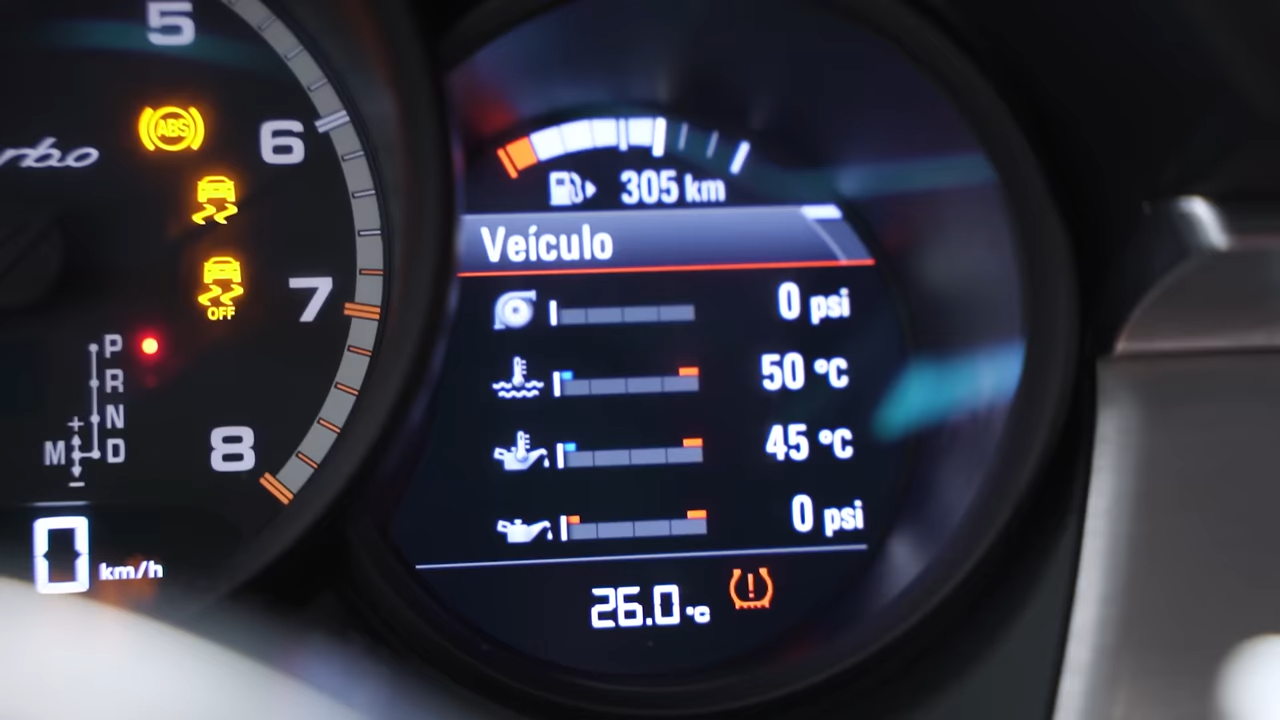 5
ABS
6
rbo
OFF
7
P
R
N
M + - D
8
0 km/h
305 km
Veículo
0 psi
50 °C
45 °C
0 psi
26.0 °C